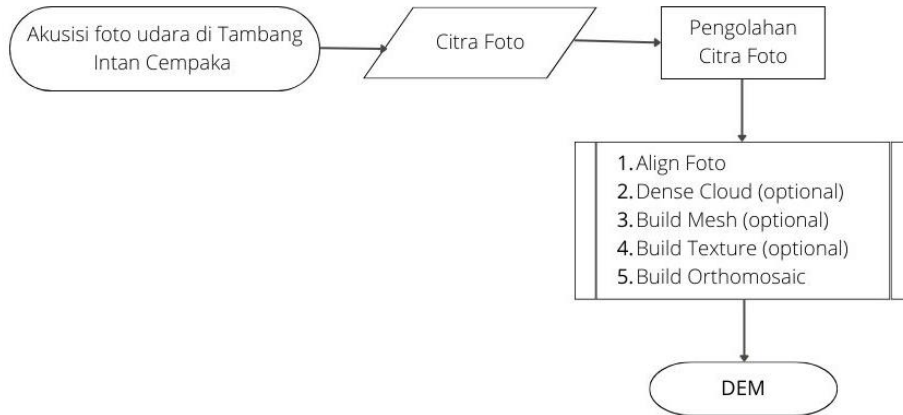 Akusisi foto udara di Tambang
Intan Cempaka
Citra Foto
Pengolahan
Citra Foto
1. Align Foto
2. Dense Cloud (optional)
3. Build Mesh (optional)
4. Build Texture (optional)
5. Build Orthomosaic
DEM